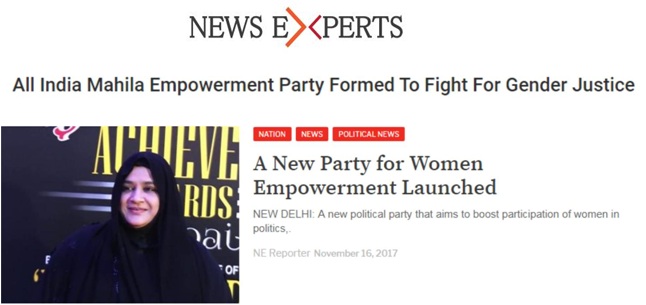 NEWS EXPERTS
All India Mahila Empowerment Party Formed To Fight For Gender Justice
ACHIEVE
RDS
NATION NEWS POLITICAL NEWS
A New Party for Women
Empowerment Launched
NEW DELHI: A new political party that aims to boost participation of women in
politics,.
NE Reporter November 16, 2017